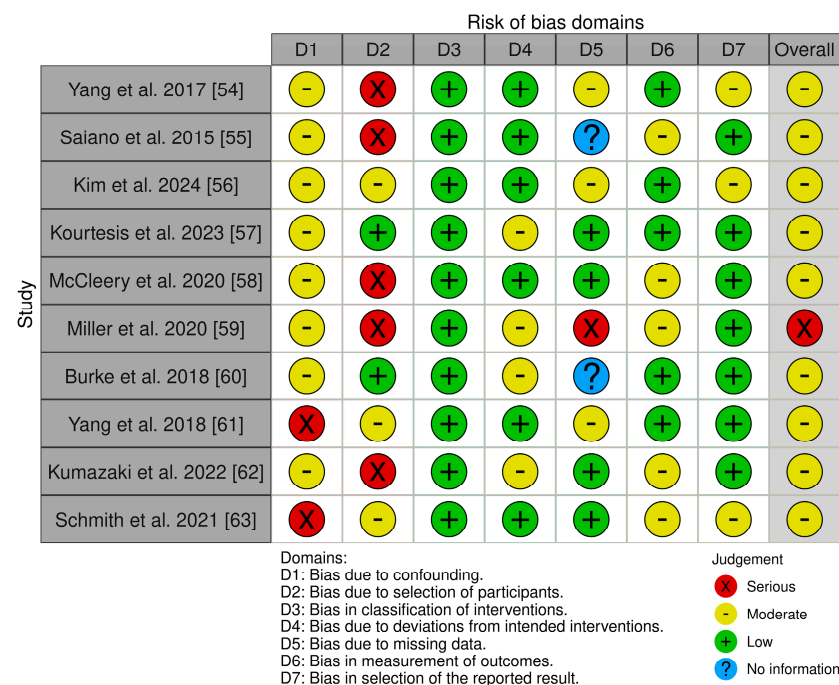 Risk of bias domains
D1 D2 D3 D4 D5 D6 D7 Overall
Study
Yang et al. 2017 [54] - X + + - + - -
Saiano et al. 2015 [55] - X + + ? - + -
Kim et al. 2024 [56] - - + + - + - -
Kourtesis et al. 2023 [57] - + + - + + + -
McCleery et al. 2020 [58] - X + + + - + -
Miller et al. 2020 [59] - X + - X - + X
Burke et al. 2018 [60] - + + - ? + + -
Yang et al. 2018 [61] X - + + - + + -
Kumazaki et al. 2022 [62] - X + - + - + -
Schmith et al. 2021 [63] X - + + + - - -
Domains:
D1: Bias due to confounding.
D2: Bias due to selection of participants.
D3: Bias in classification of interventions.
D4: Bias due to deviations from intended interventions.
D5: Bias due to missing data.
D6: Bias in measurement of outcomes.
D7: Bias in selection of the reported result.
Judgement
X Serious
- Moderate
+ Low
? No information